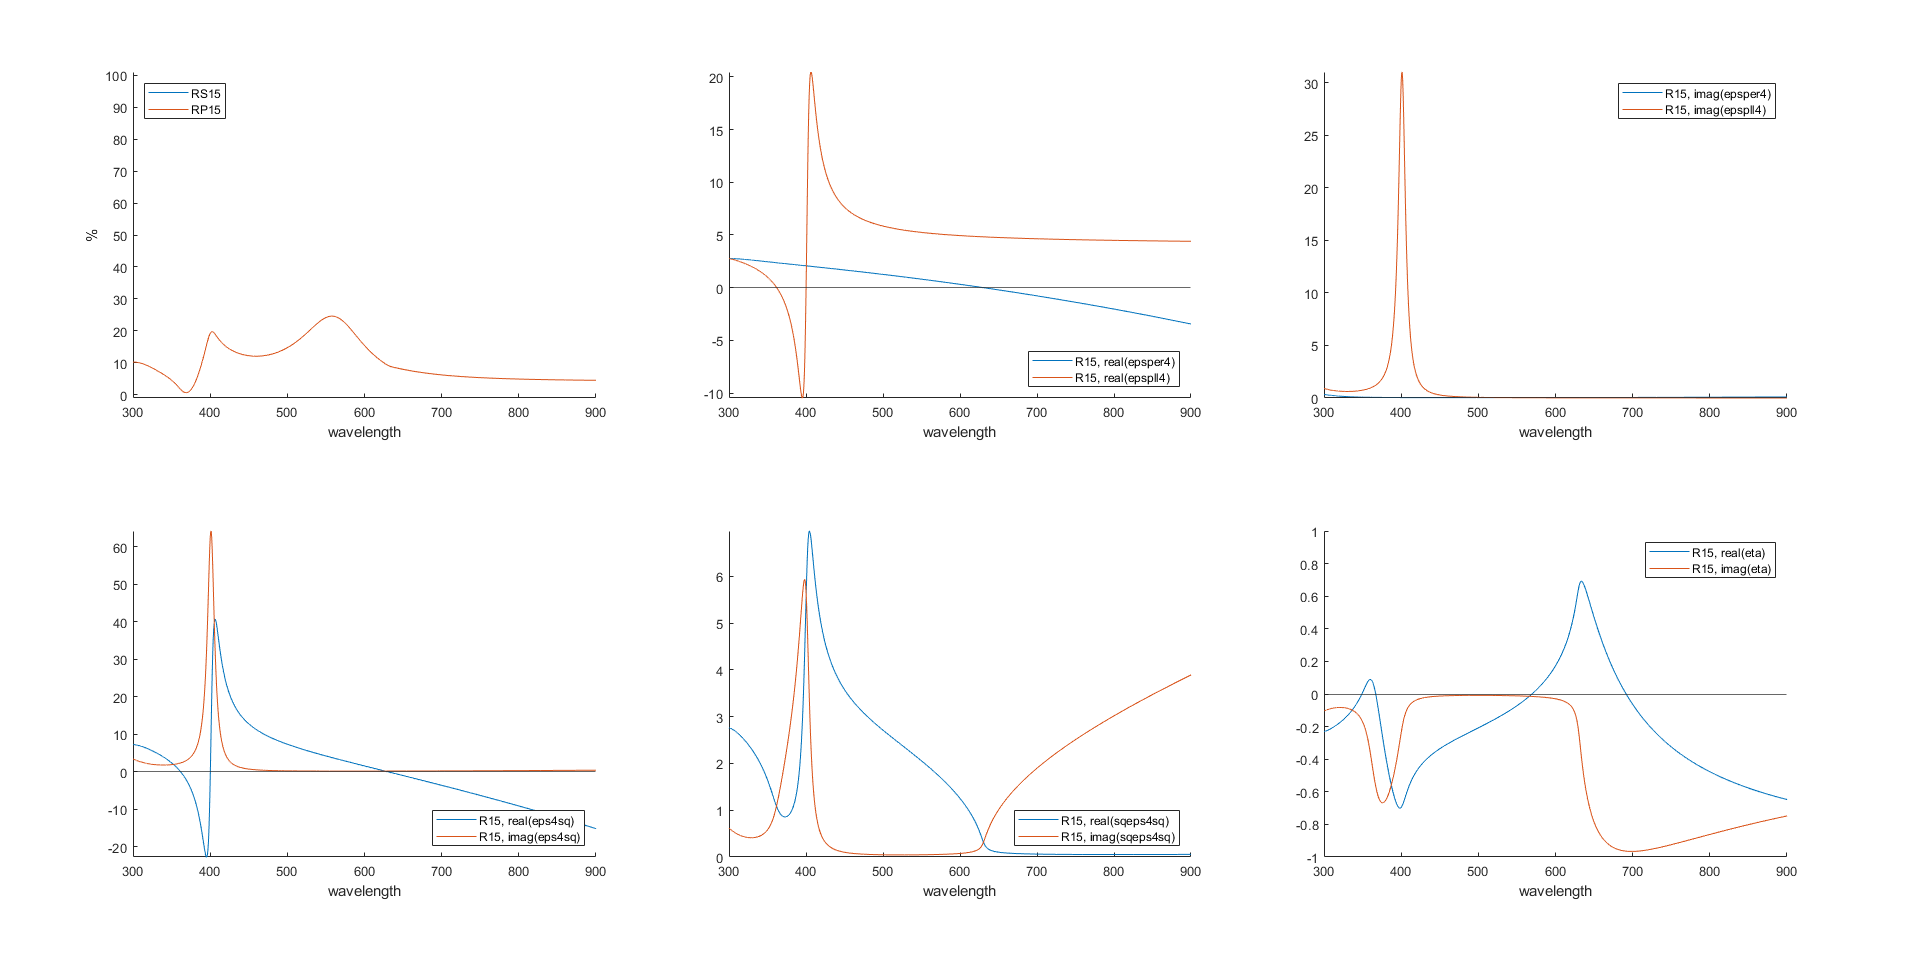 RS15
RP15
100
90
80
70
60
50
40
30
20
10
0
%
300 400 500 600 700 800 900
wavelength
20
15
10
5
0
-5
-10
R15, real(epsper4)
R15, real(epspll4)
300 400 500 600 700 800 900
wavelength
30
25
20
15
10
5
0
R15, imag(epsper4)
R15, imag(epspll4)
300 400 500 600 700 800 900
wavelength
60
50
40
30
20
10
0
-10
-20
R15, real(eps4sq)
R15, imag(eps4sq)
300 400 500 600 700 800 900
wavelength
6
5
4
3
2
1
0
R15, real(sqeps4sq)
R15, imag(sqeps4sq)
300 400 500 600 700 800 900
wavelength
1
0.8
0.6
0.4
0.2
0
-0.2
-0.4
-0.6
-0.8
-1
R15, real(eta)
R15, imag(eta)
300 400 500 600 700 800 900
wavelength